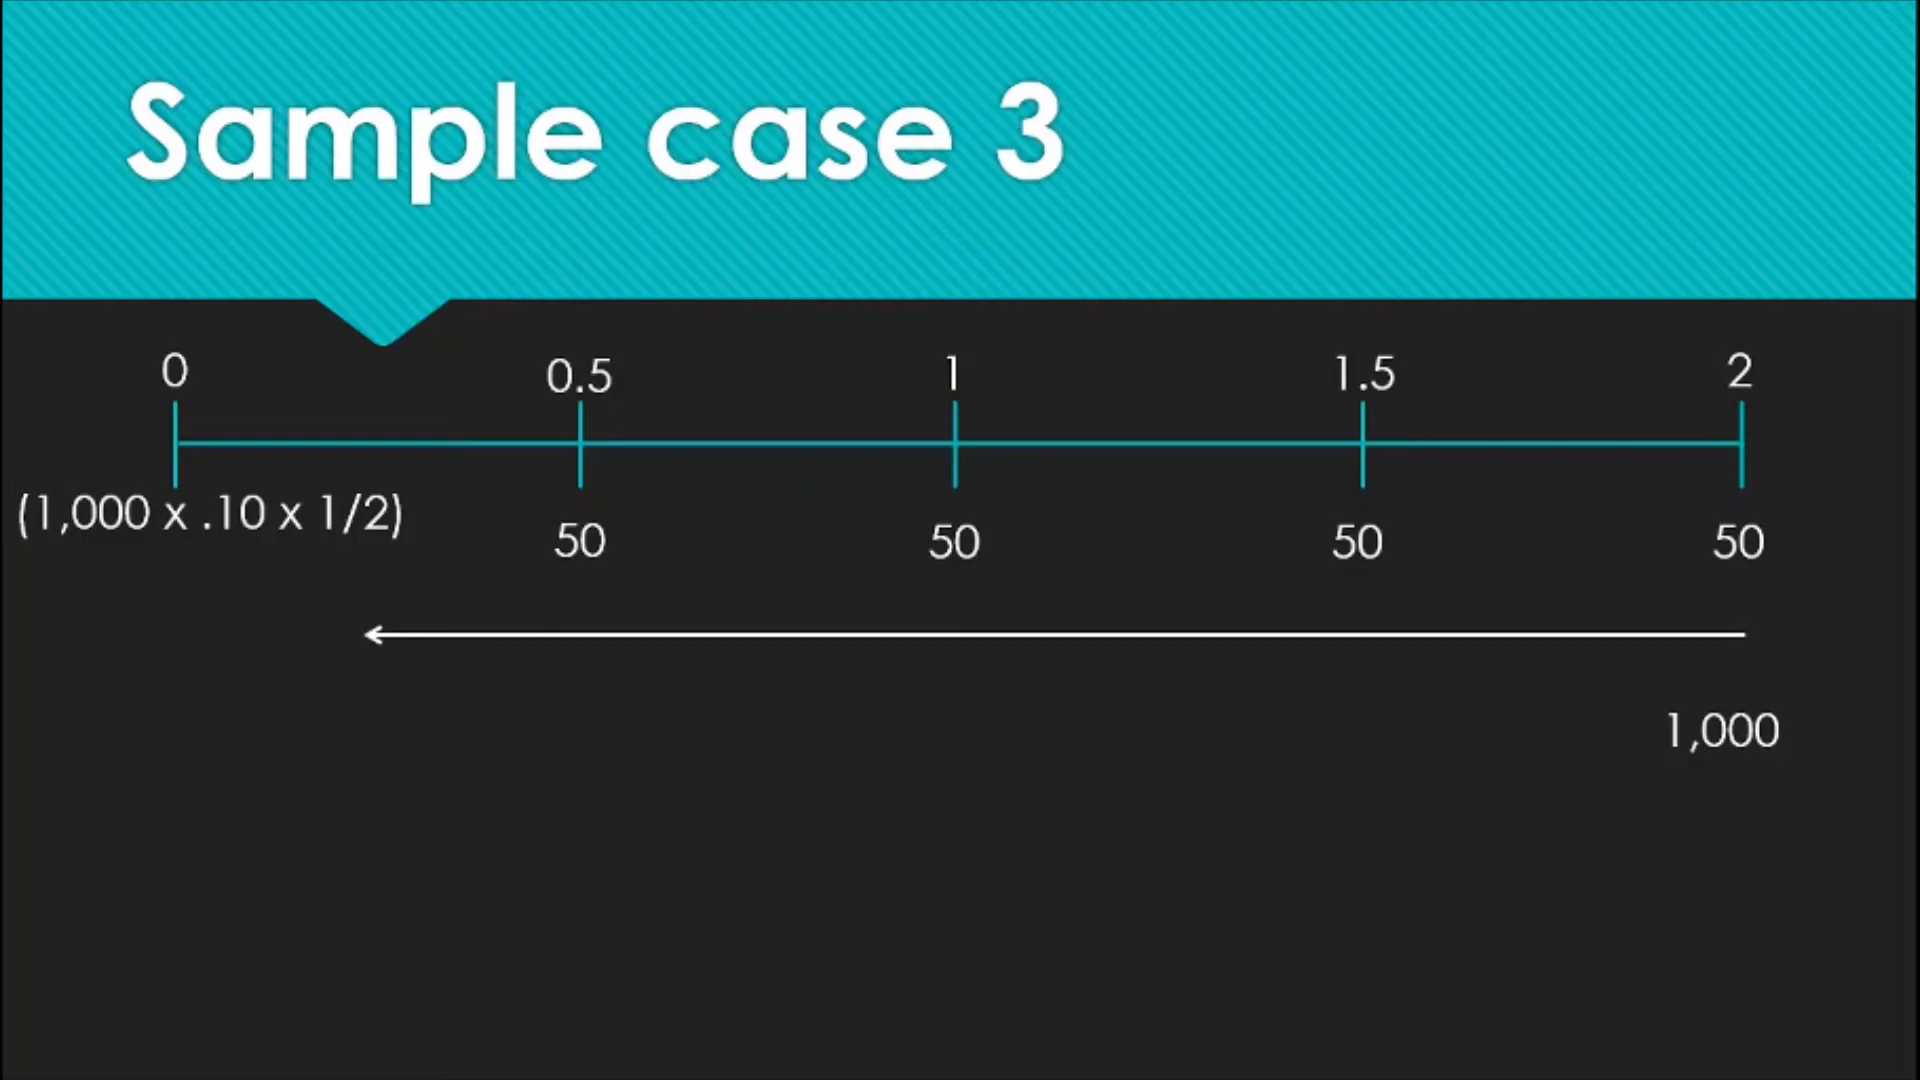 Sample case 3
0 0.5 1 1.5 2
(1,000 x .10 x 1/2) 50 50 50 50
1,000